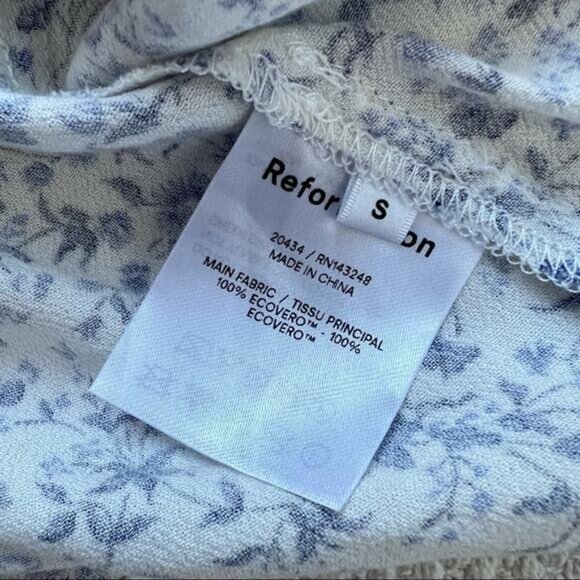 Refor on
S
20434 / RN143248
MADE IN CHINA
MAIN FABRIC / TISSU PRINCIPAL
100% ECOVERO™ - 100%
ECOVERO™